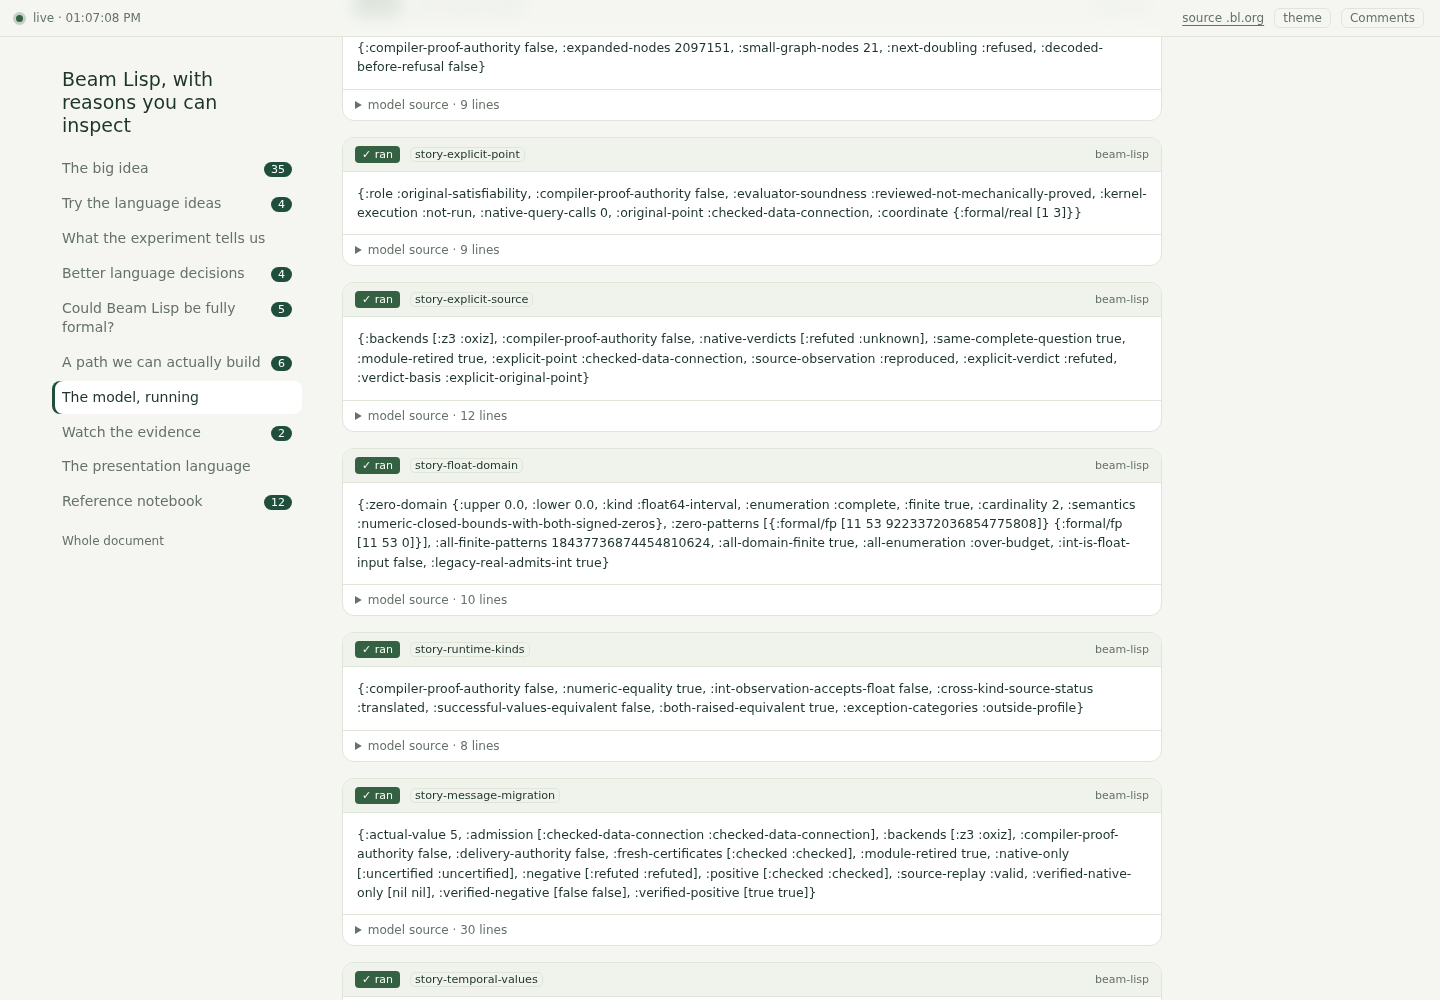 live · 01:07:08 PM
source .bl.org
theme
Comments
Beam Lisp, with
reasons you can
inspect
The big idea 35
Try the language ideas 4
What the experiment tells us
Better language decisions 4
Could Beam Lisp be fully 5
formal?
A path we can actually build 6
The model, running
Watch the evidence 2
The presentation language
Reference notebook 12
Whole document
{:compiler-proof-authority false, :expanded-nodes 2097151, :small-graph-nodes 21, :next-doubling :refused, :decoded-
before-refusal false}
▶ model source · 9 lines
✓ ran story-explicit-point beam-lisp
{:role :original-satisfiability, :compiler-proof-authority false, :evaluator-soundness :reviewed-not-mechanically-proved, :kernel-
execution :not-run, :native-query-calls 0, :original-point :checked-data-connection, :coordinate {:formal/real [1 3]}}
▶ model source · 9 lines
✓ ran story-explicit-source beam-lisp
{:backends [:z3 :oxiz], :compiler-proof-authority false, :native-verdicts [:refuted :unknown], :same-complete-question true,
:module-retired true, :explicit-point :checked-data-connection, :source-observation :reproduced, :explicit-verdict :refuted,
:verdict-basis :explicit-original-point}
▶ model source · 12 lines
✓ ran story-float-domain beam-lisp
{:zero-domain {:upper 0.0, :lower 0.0, :kind :float64-interval, :enumeration :complete, :finite true, :cardinality 2, :semantics
:numeric-closed-bounds-with-both-signed-zeros}, :zero-patterns [{:formal/fp [11 53 9223372036854775808]} {:formal/fp
[11 53 0]}], :all-finite-patterns 18437736874454810624, :all-domain-finite true, :all-enumeration :over-budget, :int-is-float-
input false, :legacy-real-admits-int true}
▶ model source · 10 lines
✓ ran story-runtime-kinds beam-lisp
{:compiler-proof-authority false, :numeric-equality true, :int-observation-accepts-float false, :cross-kind-source-status
:translated, :successful-values-equivalent false, :both-raised-equivalent true, :exception-categories :outside-profile}
▶ model source · 8 lines
✓ ran story-message-migration beam-lisp
{:actual-value 5, :admission [:checked-data-connection :checked-data-connection], :backends [:z3 :oxiz], :compiler-proof-
authority false, :delivery-authority false, :fresh-certificates [:checked :checked], :module-retired true, :native-only
[:uncertified :uncertified], :negative [:refuted :refuted], :positive [:checked :checked], :source-replay :valid, :verified-native-
only [nil nil], :verified-negative [false false], :verified-positive [true true]}
▶ model source · 30 lines
✓ ran story-temporal-values beam-lisp